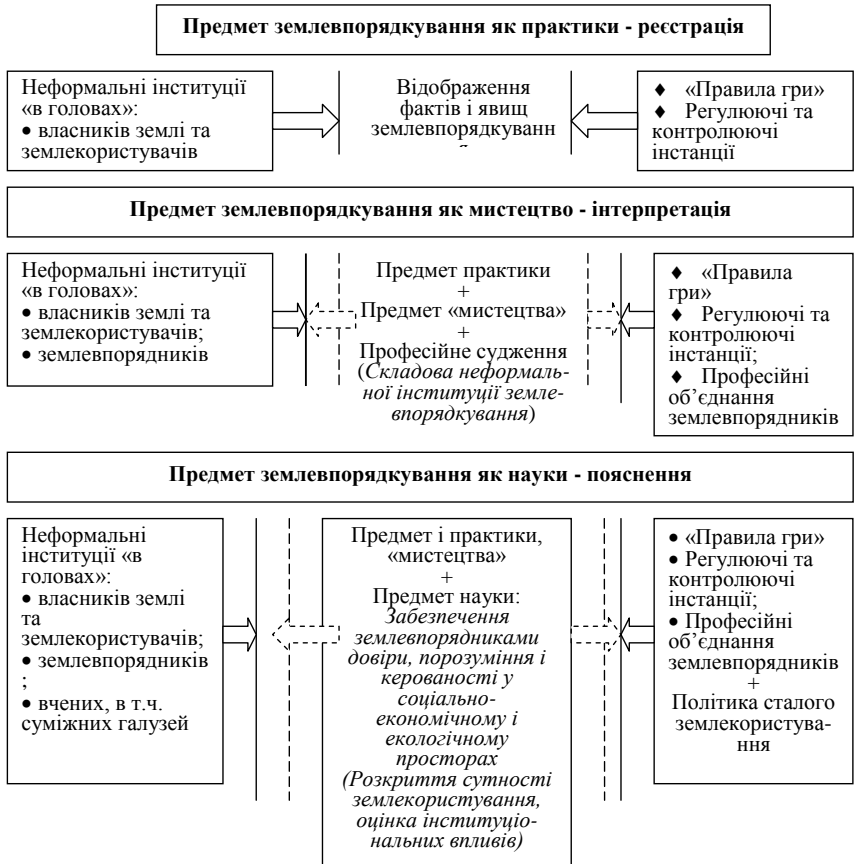 Предмет землевпорядкування як практики - реєстрація
Неформальні інституції
«в головах»:
• власників землі та
землекористувачів
Відображення
фактів і явищ
землевпорядкуванн
♦ «Правила гри»
♦ Регулюючі та
контролюючі
інстанції
Предмет землевпорядкування як мистецтво - інтерпретація
Неформальні інституції
«в головах»:
• власників землі та
землекористувачів;
• землевпорядників
Предмет практики
+
Предмет «мистецтва»
+
Професійне судження
(Складова неформаль-
ної інституції земле-
впорядкування)
♦ «Правила
гри»
♦ Регулюючі та
контролюючі
інстанції;
♦ Професійні
об’єднання
землевпорядників
Предмет землевпорядкування як науки - пояснення
Неформальні
інституції «в
головах»:
• власників землі
та
землекористувачів;
• землевпорядників
;
• вчених, в т.ч.
суміжних галузей
Предмет і практики,
«мистецтва»
+
Предмет науки:
Забезпечення
землевпорядниками
довіри, порозуміння і
керованості у
соціально-
економічному і
екологічному
просторах
(Розкриття сутності
землекористування,
оцінка інституціо-
нальних впливів)
• «Правила гри»
• Регулюючі та
контролюючі
інстанції;
• Професійні
об’єднання
землевпорядників
+
Політика сталого
землекористува-
ння